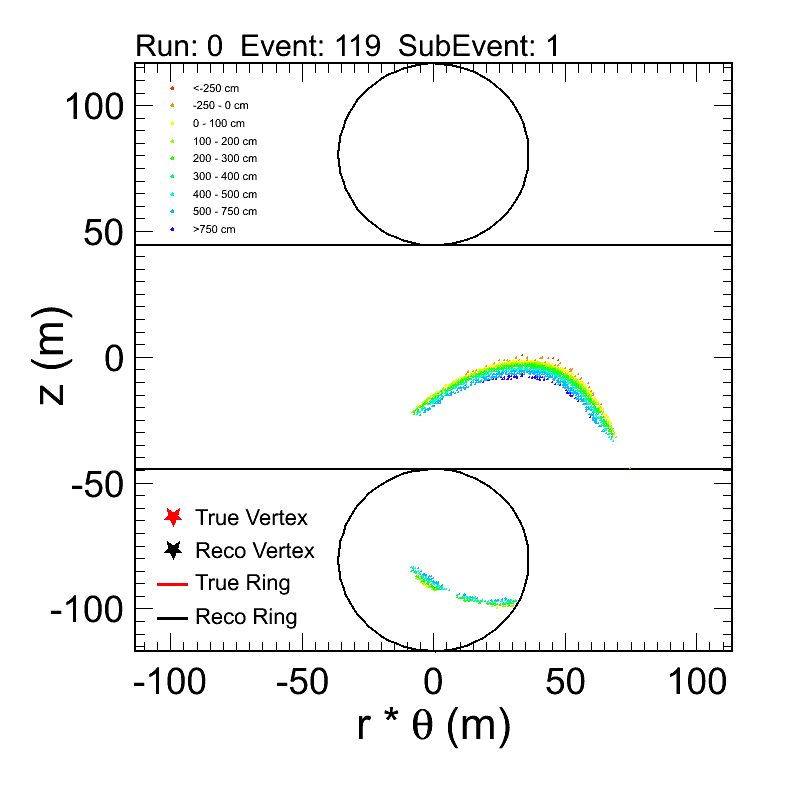 Run: 0 Event: 119 SubEvent: 1
<-250 cm
-250 - 0 cm
0 - 100 cm
100 - 200 cm
200 - 300 cm
300 - 400 cm
400 - 500 cm
500 - 750 cm
>750 cm
100
50
0
-50
-100
z (m)
True Vertex
Reco Vertex
True Ring
Reco Ring
-100 -50 0 50 100
r * θ (m)